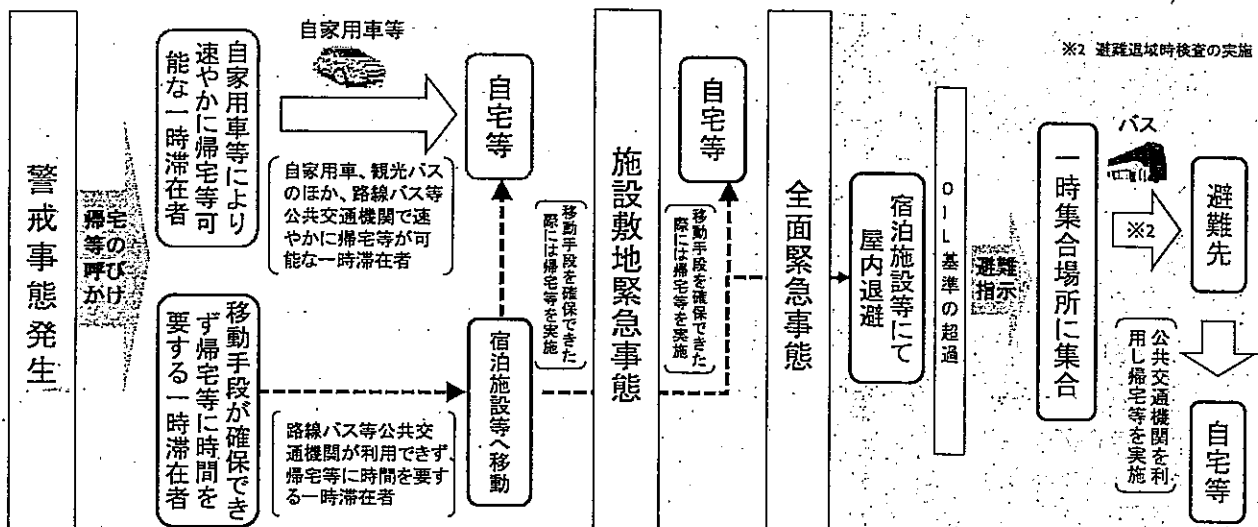 警戒事態発生
帰宅
等の
呼び
かけ
自家用車等により
速やかに帰宅等可
能な一時滞在者
移動手段が確保でき
ず帰宅等に時間を
要する一時滞在者
自家用車等
自家用車、観光バス
のほか、路線バス等
公共交通機関で速
やかに帰宅等が可
能な一時滞在者
路線バス等公共交
通機関が利用できず、
帰宅等に時間を要す
る一時滞在者
自宅等
宿泊施設等へ移動
移動手段を確保できた
際には帰宅等を実施
施設敷地緊急事態
自宅等
移動手段を確保できた
際には帰宅等を実施
全面緊急事態
宿泊施設等にて
屋内退避
OIL基準の超過
避難
指示
一時集合場所に集合
※2 避難退域時検査の実施
バス
※2
避難先
公共交通機関を利
用し帰宅等を実施
自宅等